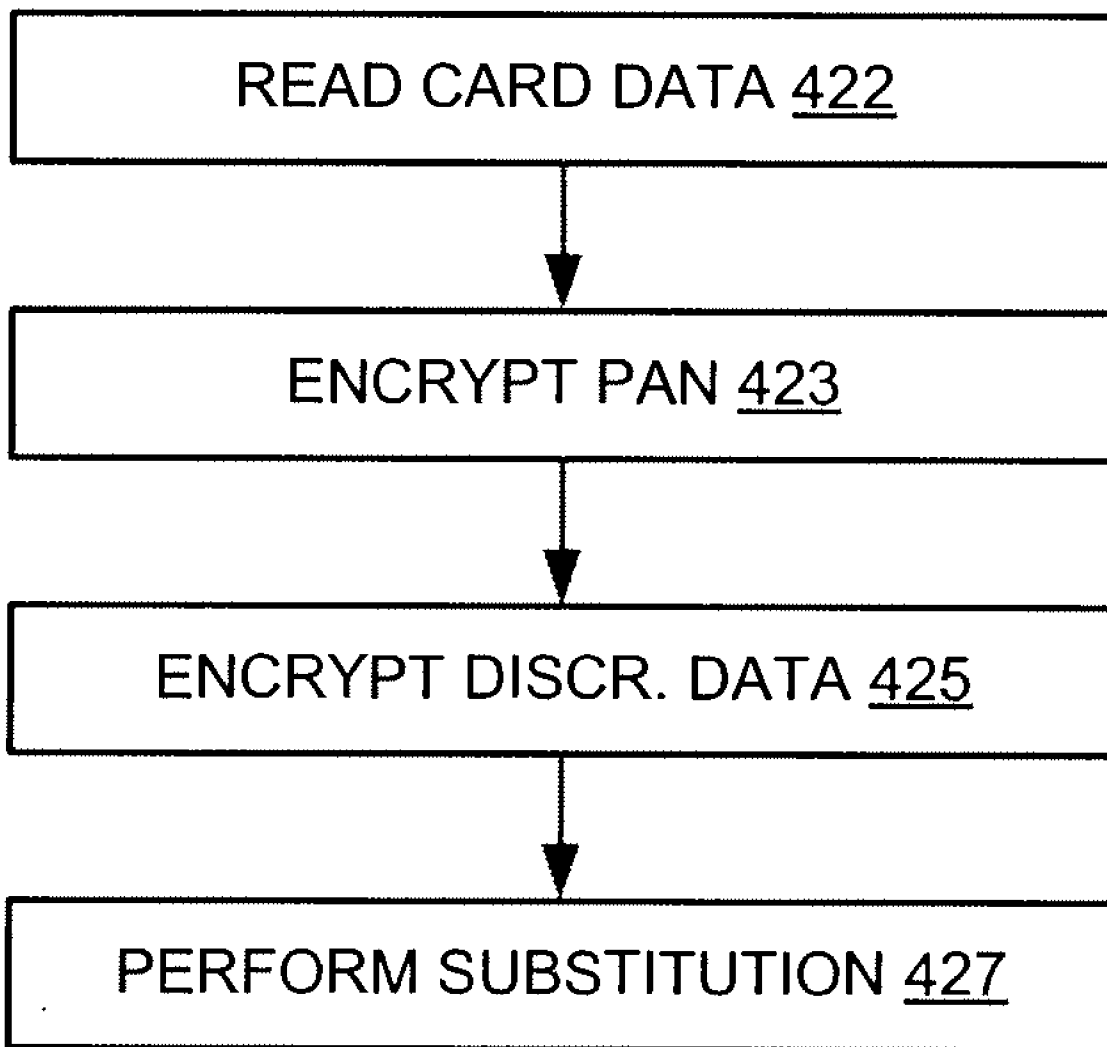 READ CARD DATA 422
ENCRYPT PAN 423
ENCRYPT DISCR. DATA 425
PERFORM SUBSTITUTION 427